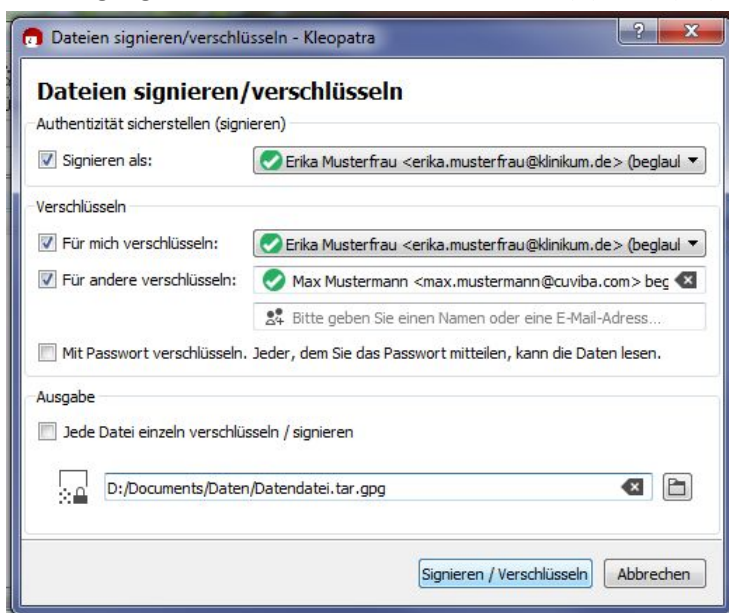 Dateien signieren/verschlüsseln - Kleopatra
Dateien signieren/verschlüsseln
Authentizität sicherstellen (signieren)
Signieren als: Erika Musterfrau <erika.musterfrau@klinikum.de> (beglaul
Verschlüsseln
Für mich verschlüsseln: Erika Musterfrau <erika.musterfrau@klinikum.de> (beglaul
Für andere verschlüsseln: Max Mustermann <max.mustermann@cuviba.com> beg
Bitte geben Sie einen Namen oder eine E-Mail-Adress...
Mit Passwort verschlüsseln. Jeder, dem Sie das Passwort mitteilen, kann die Daten lesen.
Ausgabe
Jede Datei einzeln verschlüsseln / signieren
D:/Documents/Daten/Datendatei.tar.gpg
Signieren / Verschlüsseln Abbrechen